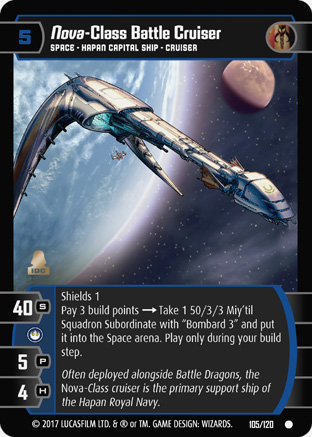 5
Nova-Class Battle Cruiser
SPACE • HAPAN CAPITAL SHIP • CRUISER
IDC
40 S
5 P
4 H
Shields 1
Pay 3 build points → Take 1 50/3/3 Miy'til
Squadron Subordinate with "Bombard 3" and put
it into the Space arena. Play only during your build
step.
Often deployed alongside Battle Dragons, the
Nova-Class cruiser is the primary support ship of
the Hapan Royal Navy.
© 2017 LUCASFILM LTD. & ® or TM. GAME DESIGN: WIZARDS.
105/120